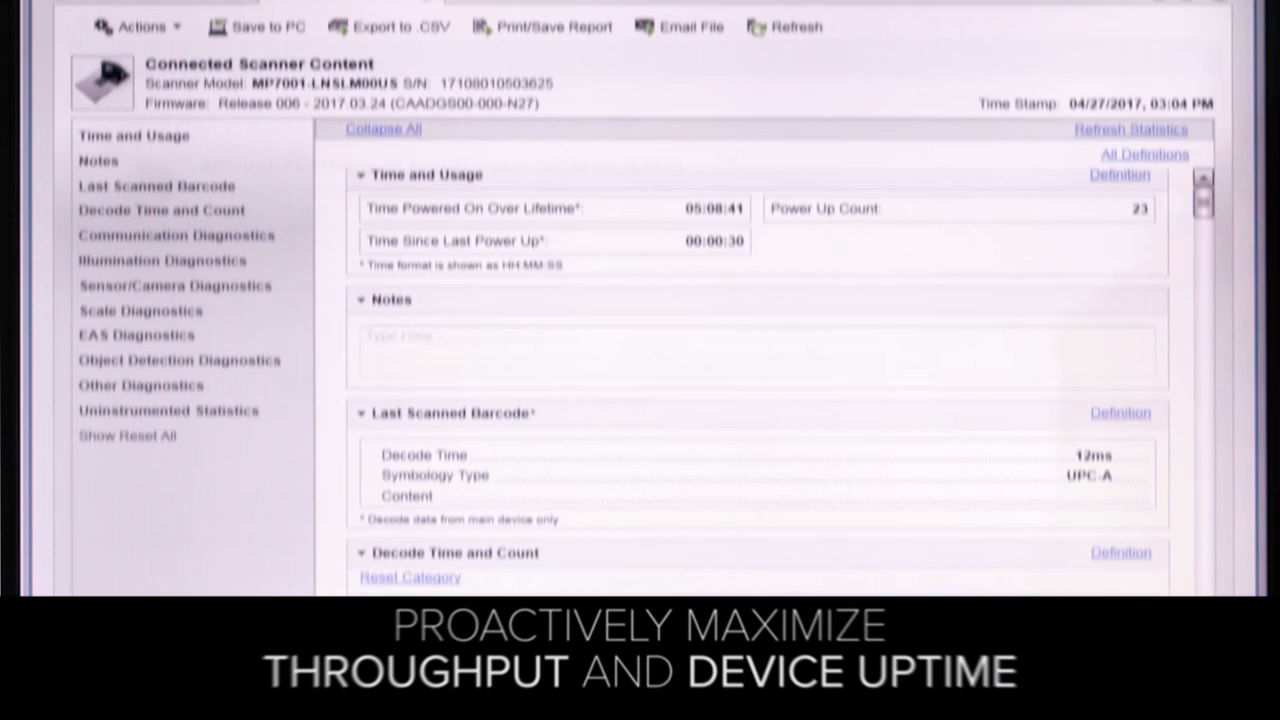 Actions Save to PC Export to .CSV Print/Save Report Email File Refresh
Connected Scanner Content
Scanner Model: MP7001-LNSLM00US S/N: 17108010503625
Firmware: Release 006 - 2017.03.24 (CAADGS00-000-N27)
Time Stamp: 04/27/2017, 03:04 PM
Time and Usage
Notes
Last Scanned Barcode
Decode Time and Count
Communication Diagnostics
Illumination Diagnostics
Sensor/Camera Diagnostics
Scale Diagnostics
EAS Diagnostics
Object Detection Diagnostics
Other Diagnostics
Uninstrumented Statistics
Show Reset All
Collapse All Refresh Statistics
All Definitions
Time and Usage Definition
Time Powered On Over Lifetime*: 05:08:41 Power Up Count: 23
Time Since Last Power Up*: 00:00:30
* Time format is shown as HH:MM:SS
Notes
Type Here
Last Scanned Barcode* Definition
Decode Time 12ms
Symbology Type UPC-A
Content
* Decode data from main device only
Decode Time and Count Definition
Reset Category
PROACTIVELY MAXIMIZE
THROUGHPUT AND DEVICE UPTIME